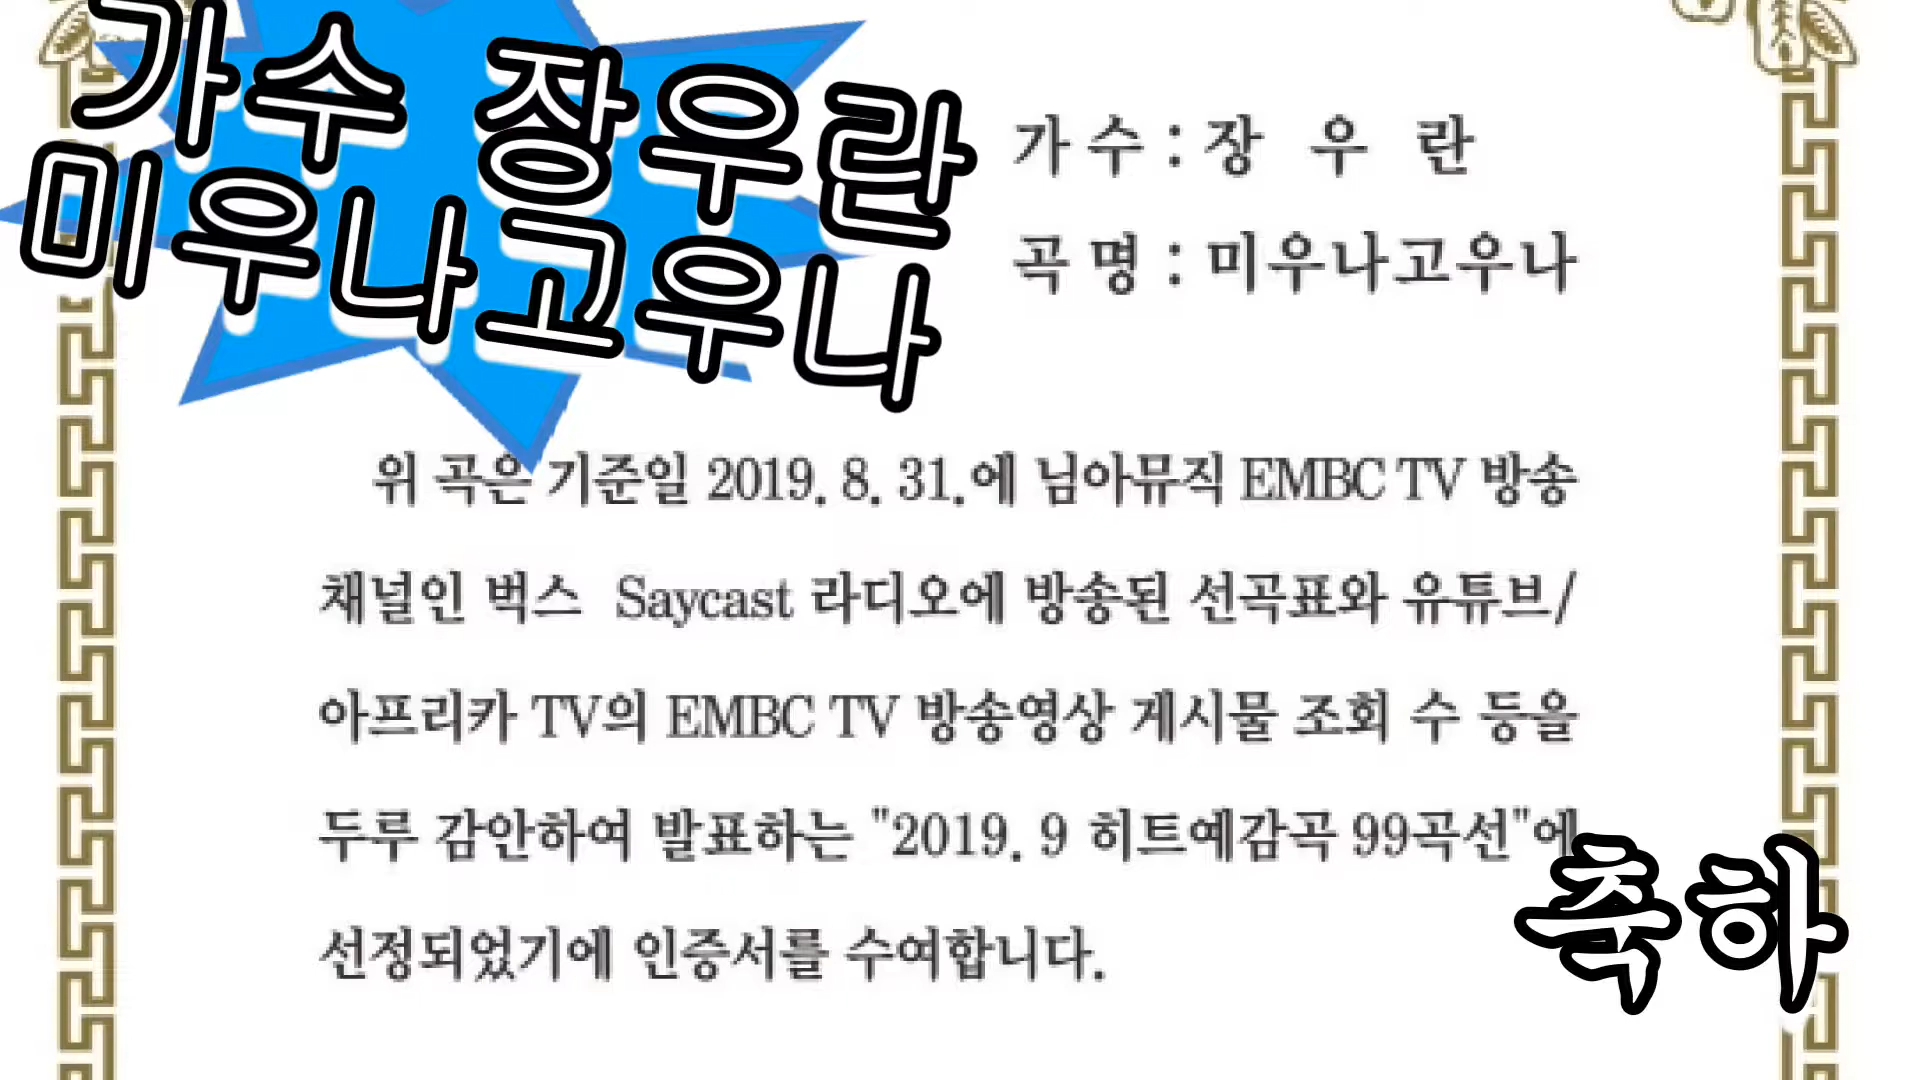 가수 장우란
미우나고우나
가 수 : 장 우 란
곡 명 : 미우나고우나
위 곡은 기준일 2019. 8. 31.에 님아뮤직 EMBC TV 방송
채널인 벅스 Saycast 라디오에 방송된 선곡표와 유튜브/
아프리카 TV의 EMBC TV 방송영상 게시물 조회 수 등을
두루 감안하여 발표하는 "2019. 9 히트예감곡 99곡선"에
선정되었기에 인증서를 수여합니다.
축하